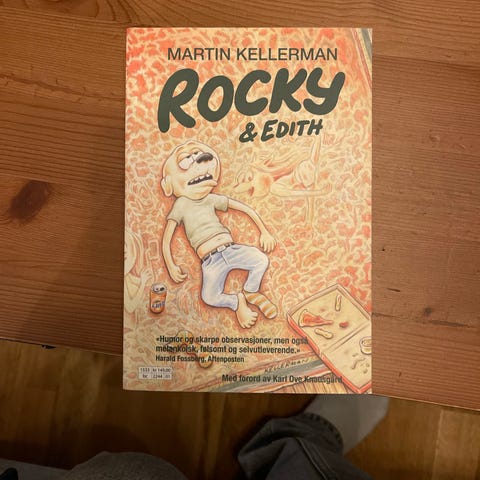 MARTIN KELLERMAN
ROCKY
& EDITH
«Humor og skarpe observasjoner, men også
melankolsk, følsomt og selvutleverende.»
Harald Fossberg, Aftenposten
KELLERMAN
Med forord av Karl Ove Knausgård